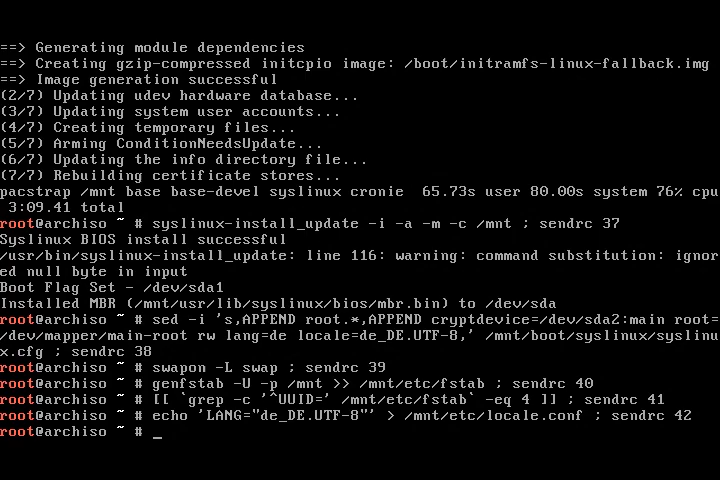 ==> Generating module dependencies
==> Creating gzip-compressed initcpio image: /boot/initramfs-linux-fallback.img
==> Image generation successful
(2/7) Updating udev hardware database...
(3/7) Updating system user accounts...
(4/7) Creating temporary files...
(5/7) Arming ConditionNeedsUpdate...
(6/7) Updating the info directory file...
(7/7) Rebuilding certificate stores...
pacstrap /mnt base base-devel syslinux cronie  65.73s user 80.00s system 76% cpu
 3:09.41 total
root@archiso ~ # syslinux-install_update -i -a -m -c /mnt ; sendrc 37
Syslinux BIOS install successful
/usr/bin/syslinux-install_update: line 116: warning: command substitution: ignor
ed null byte in input
Boot Flag Set - /dev/sda1
Installed MBR (/mnt/usr/lib/syslinux/bios/mbr.bin) to /dev/sda
root@archiso ~ # sed -i 's,APPEND root.*,APPEND cryptdevice=/dev/sda2:main root=
/dev/mapper/main-root rw lang=de locale=de_DE.UTF-8,' /mnt/boot/syslinux/syslinu
x.cfg ; sendrc 38
root@archiso ~ # swapon -L swap ; sendrc 39
root@archiso ~ # genfstab -U -p /mnt >> /mnt/etc/fstab ; sendrc 40
root@archiso ~ # [[ `grep -c '^UUID=' /mnt/etc/fstab` -eq 4 ]] ; sendrc 41
root@archiso ~ # echo 'LANG="de_DE.UTF-8"' > /mnt/etc/locale.conf ; sendrc 42
root@archiso ~ # _